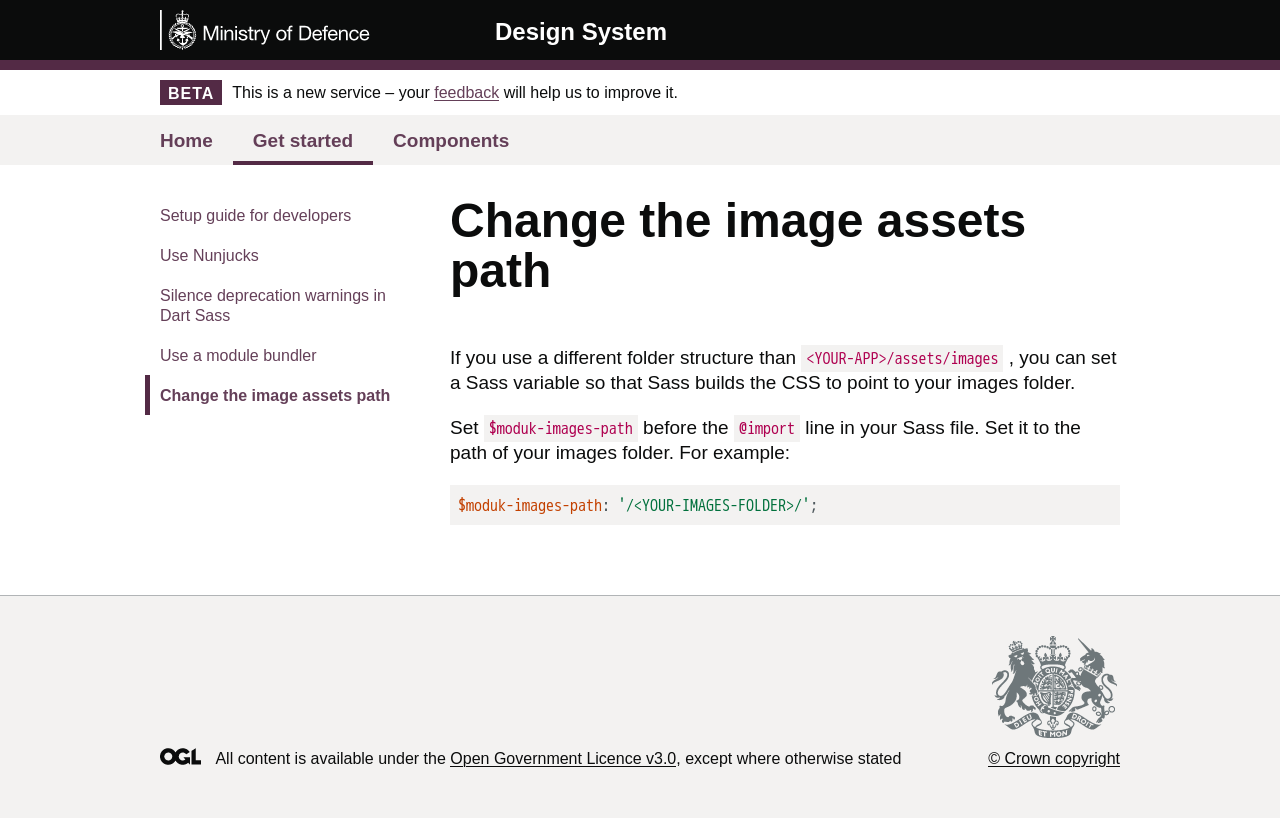 Ministry of Defence
Design System
BETA This is a new service – your feedback will help us to improve it.
Home Get started Components
Setup guide for developers
Use Nunjucks
Silence deprecation warnings in
Dart Sass
Use a module bundler
Change the image assets path
Change the image assets
path
If you use a different folder structure than <YOUR-APP>/assets/images , you can set
a Sass variable so that Sass builds the CSS to point to your images folder.
Set $moduk-images-path before the @import line in your Sass file. Set it to the
path of your images folder. For example:
$moduk-images-path: '/<YOUR-IMAGES-FOLDER>/';
DIEU ET MON DROIT
OGL All content is available under the Open Government Licence v3.0, except where otherwise stated
© Crown copyright